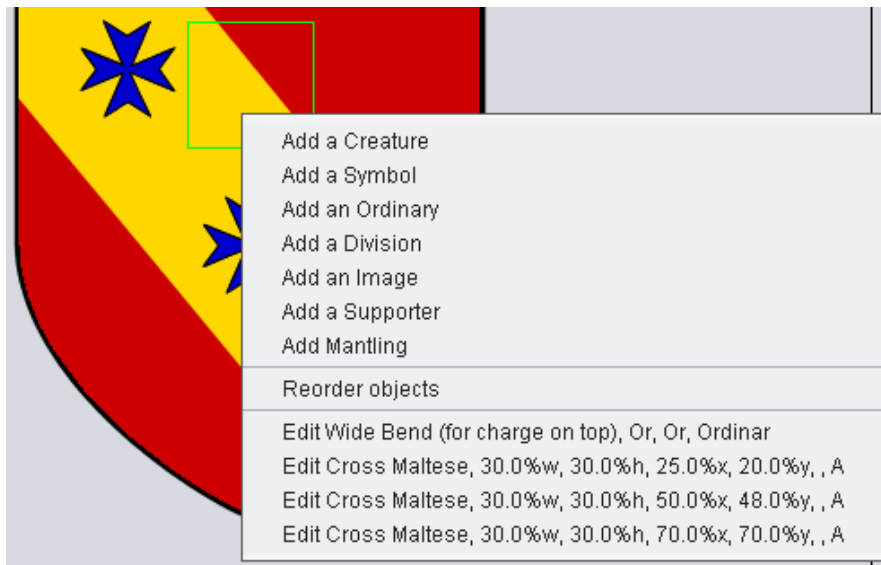 Add a Creature
Add a Symbol
Add an Ordinary
Add a Division
Add an Image
Add a Supporter
Add Mantling
Reorder objects
Edit Wide Bend (for charge on top), Or, Or, Ordinar
Edit Cross Maltese, 30.0%w, 30.0%h, 25.0%x, 20.0%y, , A
Edit Cross Maltese, 30.0%w, 30.0%h, 50.0%x, 48.0%y, , A
Edit Cross Maltese, 30.0%w, 30.0%h, 70.0%x, 70.0%y, , A